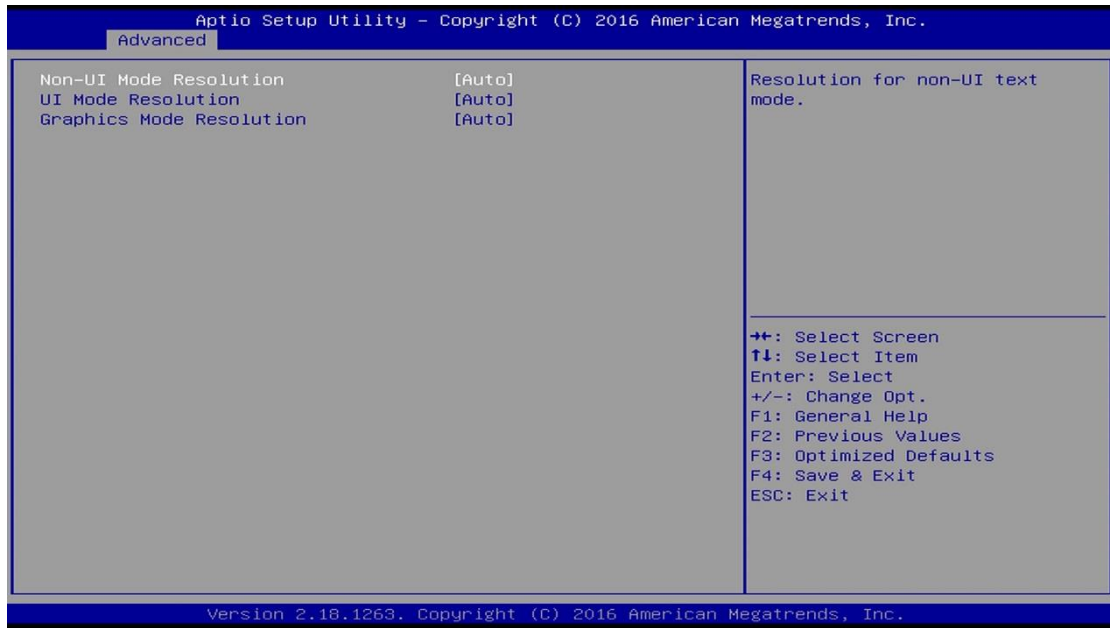 Aptio Setup Utility – Copyright (C) 2016 American Megatrends, Inc.
Advanced
Non-UI Mode Resolution [Auto]
UI Mode Resolution [Auto]
Graphics Mode Resolution [Auto]
Resolution for non-UI text
mode.
→←: Select Screen
↑↓: Select Item
Enter: Select
+/-: Change Opt.
F1: General Help
F2: Previous Values
F3: Optimized Defaults
F4: Save & Exit
ESC: Exit
Version 2.18.1263. Copyright (C) 2016 American Megatrends, Inc.